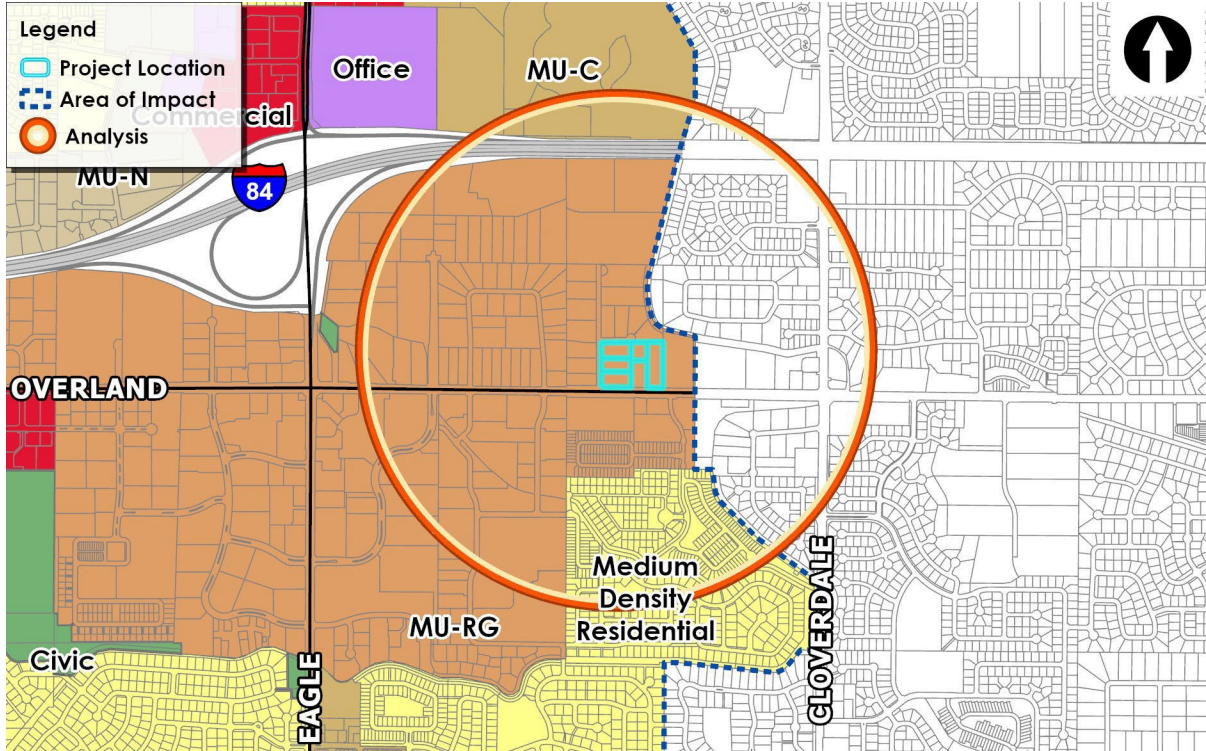 Legend
Project Location
Area of Impact
Analysis
Commercial
Office
MU-C
MU-N
84
OVERLAND
Medium
Density
Residential
MU-RG
Civic
EAGLE
CLOVERDALE